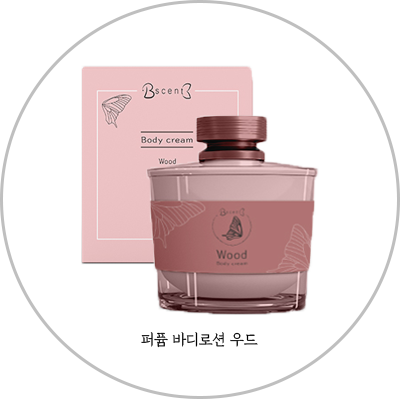 Bscent
Body cream
Wood
Bscent
Wood
Body cream
퍼퓸 바디로션 우드